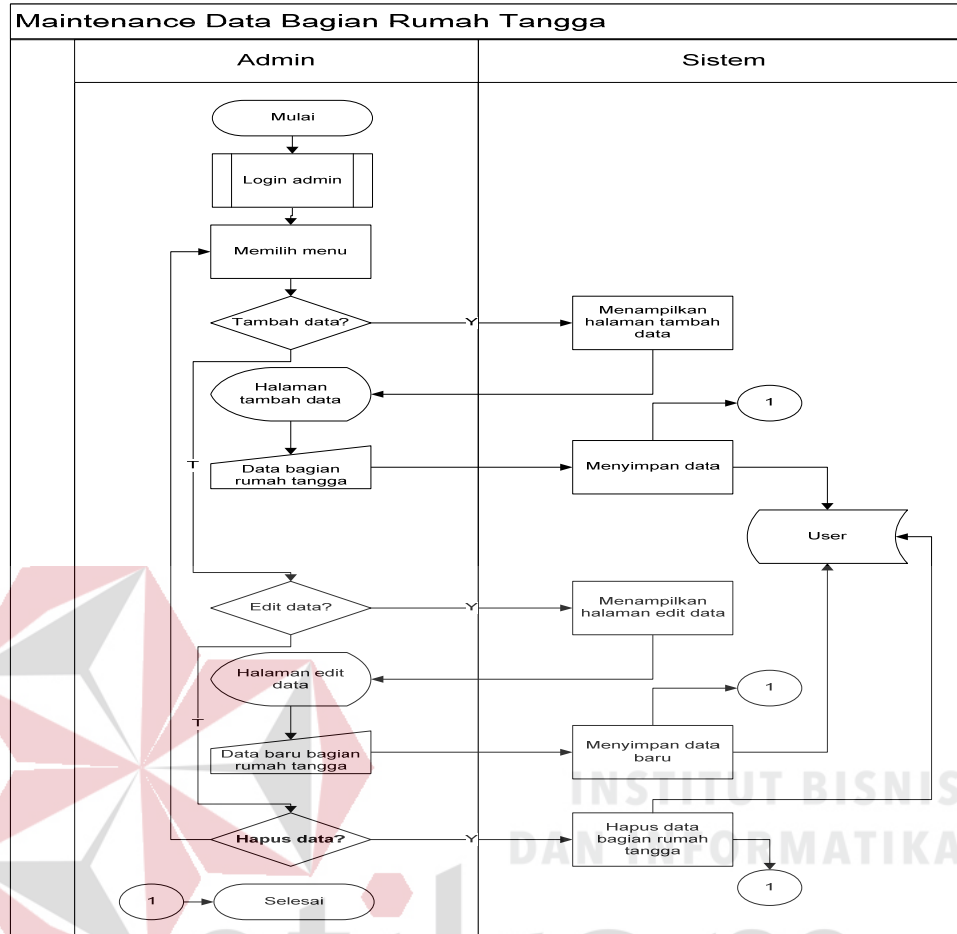 Maintenance Data Bagian Rumah Tangga
Admin
Sistem
Mulai
Login admin
Memilih menu
Tambah data?
Y
Menampilkan
halaman tambah
data
Halaman
tambah data
1
T
Data bagian
rumah tangga
Menyimpan data
User
Edit data?
Y
Menampilkan
halaman edit data
Halaman edit
data
1
T
Data baru bagian
rumah tangga
Menyimpan data
baru
INSTITUT BISNIS
DAN INFORMATIKA
Hapus data?
Y
Hapus data
bagian rumah
tangga
1
1
Selesai